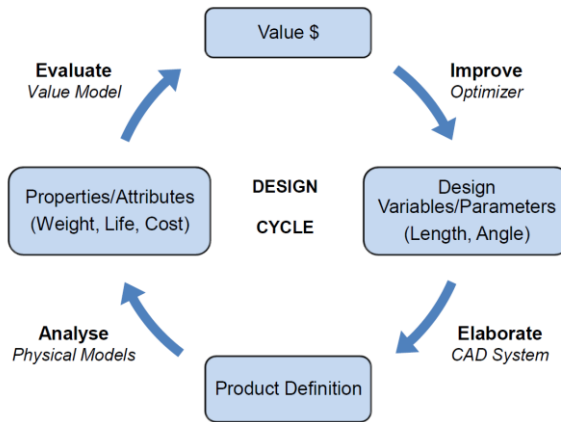 Value $
Evaluate
Value Model
Improve
Optimizer
Properties/Attributes
(Weight, Life, Cost)
DESIGN
CYCLE
Design
Variables/Parameters
(Length, Angle)
Analyse
Physical Models
Elaborate
CAD System
Product Definition